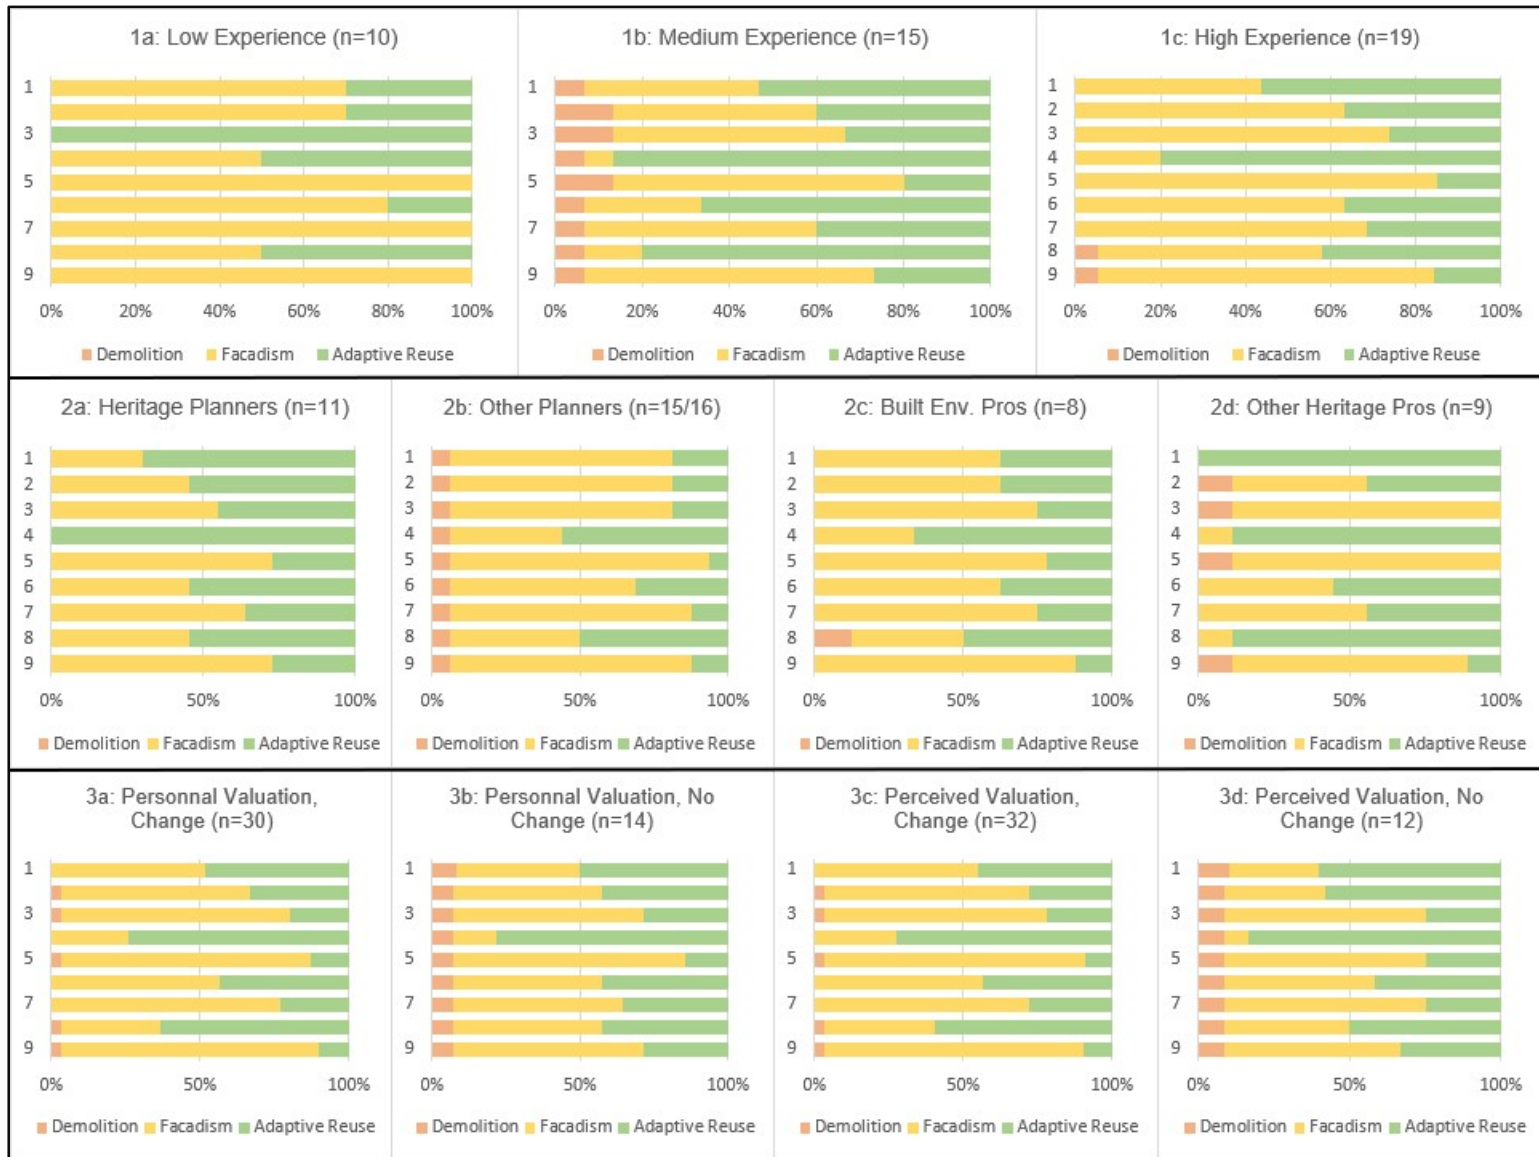 1a: Low Experience (n=10)
1
3
5
7
9
0% 20% 40% 60% 80% 100%
Demolition Facadism Adaptive Reuse
1b: Medium Experience (n=15)
1
3
5
7
9
0% 20% 40% 60% 80% 100%
Demolition Facadism Adaptive Reuse
1c: High Experience (n=19)
1
2
3
4
5
6
7
8
9
0% 20% 40% 60% 80% 100%
Demolition Facadism Adaptive Reuse
2a: Heritage Planners (n=11)
1
2
3
4
5
6
7
8
9
0% 50% 100%
Demolition Facadism Adaptive Reuse
2b: Other Planners (n=15/16)
1
2
3
4
5
6
7
8
9
0% 50% 100%
Demolition Facadism Adaptive Reuse
2c: Built Env. Pros (n=8)
1
2
3
4
5
6
7
8
9
0% 50% 100%
Demolition Facadism Adaptive Reuse
2d: Other Heritage Pros (n=9)
1
2
3
4
5
6
7
8
9
0% 50% 100%
Demolition Facadism Adaptive Reuse
3a: Personnal Valuation,
Change (n=30)
1
3
5
7
9
0% 50% 100%
Demolition Facadism Adaptive Reuse
3b: Personnal Valuation, No
Change (n=14)
1
3
5
7
9
0% 50% 100%
Demolition Facadism Adaptive Reuse
3c: Perceived Valuation,
Change (n=32)
1
3
5
7
9
0% 50% 100%
Demolition Facadism Adaptive Reuse
3d: Perceived Valuation, No
Change (n=12)
1
3
5
7
9
0% 50% 100%
Demolition Facadism Adaptive Reuse